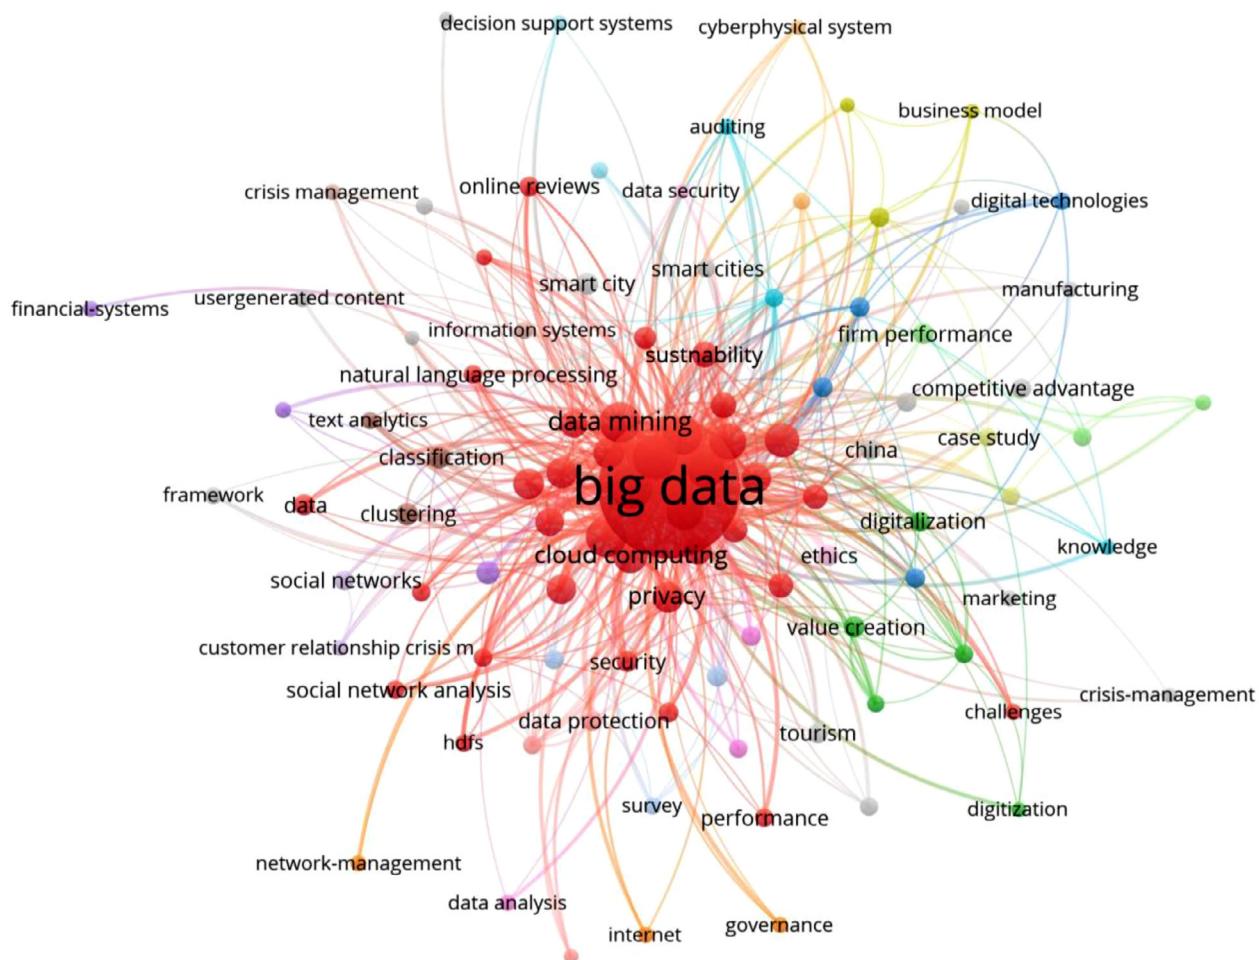 decision support systems
cyberphysical system
business model
auditing
online reviews
data security
crisis management
digital technologies
smart cities
smart city
manufacturing
usergenerated content
financial-systems
information systems
firm performance
sustnability
natural language processing
competitive advantage
text analytics
data mining
case study
china
classification
big data
framework
data
clustering
digitalization
knowledge
cloud computing
ethics
social networks
privacy
marketing
value creation
customer relationship crisis m
security
social network analysis
crisis-management
challenges
data protection
tourism
hdfs
survey
performance
digitization
network-management
data analysis
governance
internet